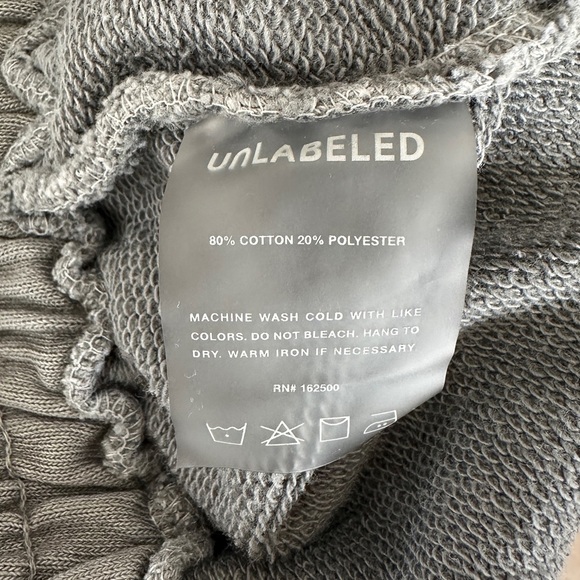 unLABELED
80% COTTON 20% POLYESTER
MACHINE WASH COLD WITH LIKE
COLORS. DO NOT BLEACH. HANG TO
DRY. WARM IRON IF NECESSARY.
RN# 162500